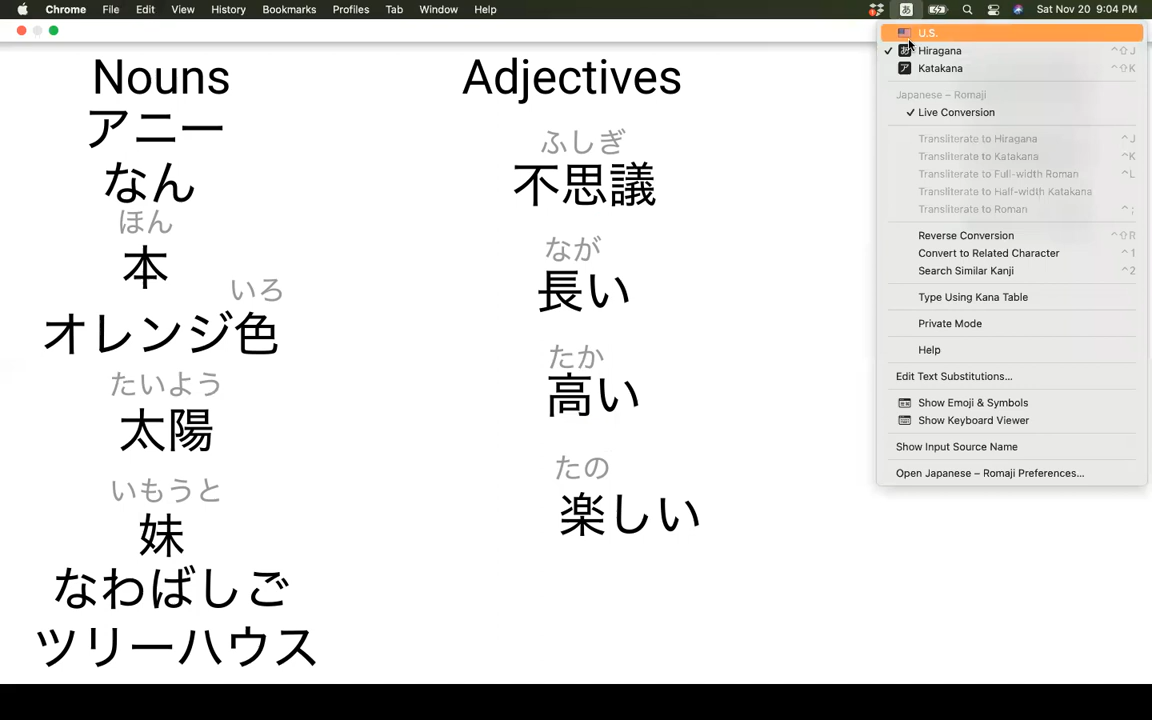 Chrome File Edit View History Bookmarks Profiles Tab Window Help あ Sat Nov 20 9:04 PM
Nouns
アニー
なん
ほん
本
いろ
オレンジ色
たいよう
太陽
いもうと
妹
なわばしご
ツリーハウス
Adjectives
ふしぎ
不思議
なが
長い
たか
高い
たの
楽しい
U.S.
✓ あ Hiragana ^⇧J
ア Katakana ^⇧K
Japanese – Romaji
✓ Live Conversion
Transliterate to Hiragana ^J
Transliterate to Katakana ^K
Transliterate to Full-width Roman ^L
Transliterate to Half-width Katakana
Transliterate to Roman ^;
Reverse Conversion ^⇧R
Convert to Related Character ^1
Search Similar Kanji ^2
Type Using Kana Table
Private Mode
Help
Edit Text Substitutions...
Show Emoji & Symbols
Show Keyboard Viewer
Show Input Source Name
Open Japanese – Romaji Preferences...